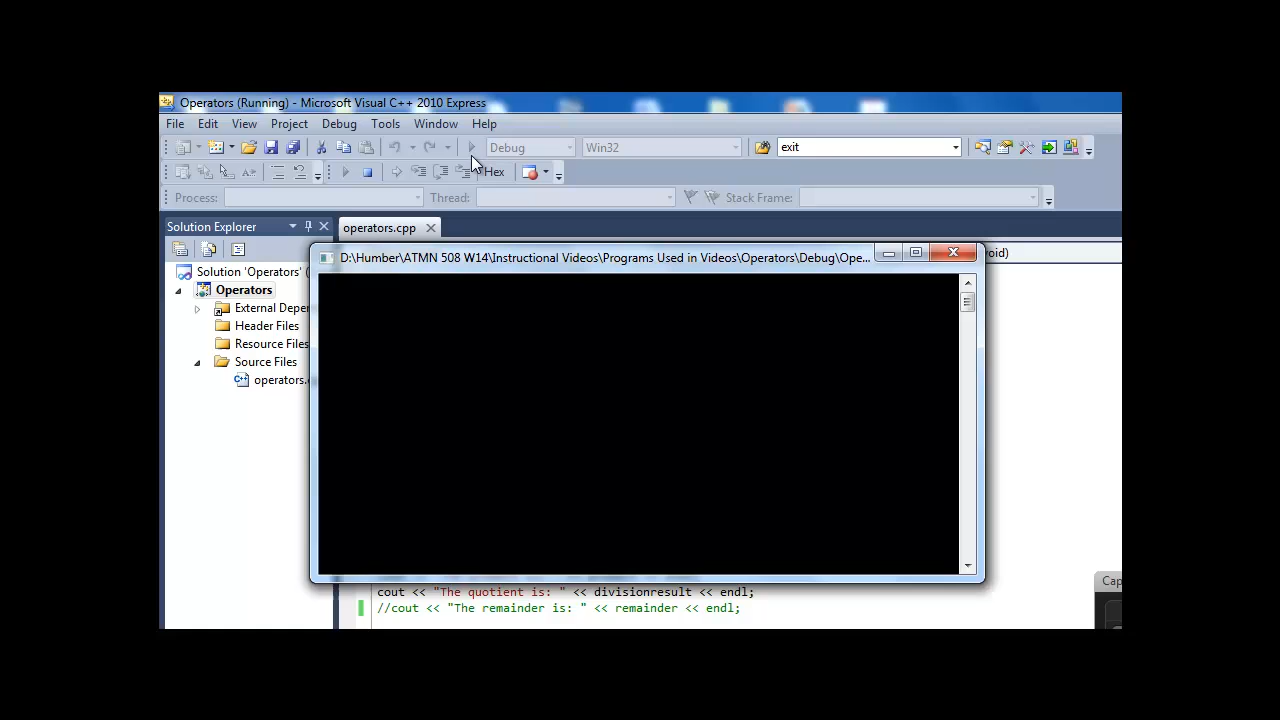 Operators (Running) - Microsoft Visual C++ 2010 Express
File Edit View Project Debug Tools Window Help
Debug Win32 exit
Hex
Process: Thread: Stack Frame:
Solution Explorer
operators.cpp
Solution 'Operators' (
Operators
External Depe
Header Files
Resource Files
Source Files
operators.
D:\Humber\ATMN 508 W14\Instructional Videos\Programs Used in Videos\Operators\Debug\Ope...
oid)
cout << "The quotient is: " << divisionresult << endl;
//cout << "The remainder is: " << remainder << endl;
Cap